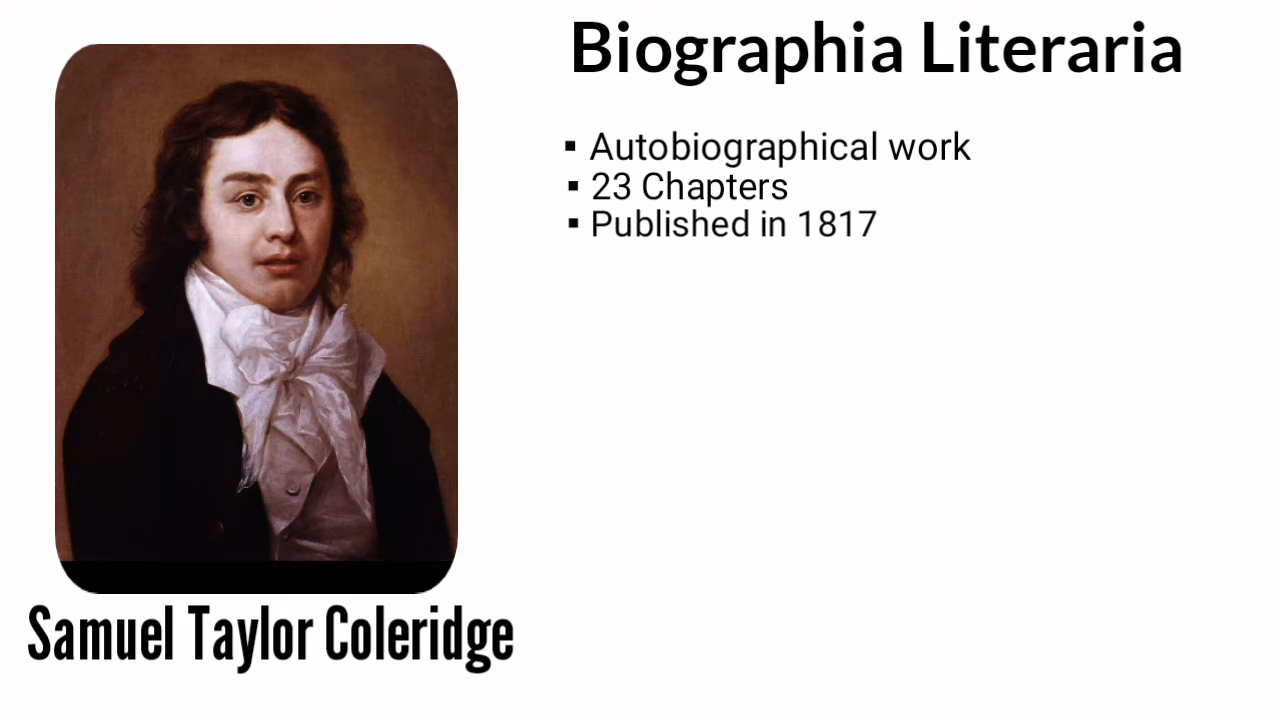 Biographia Literaria
▪ Autobiographical work
▪ 23 Chapters
▪ Published in 1817
Samuel Taylor Coleridge